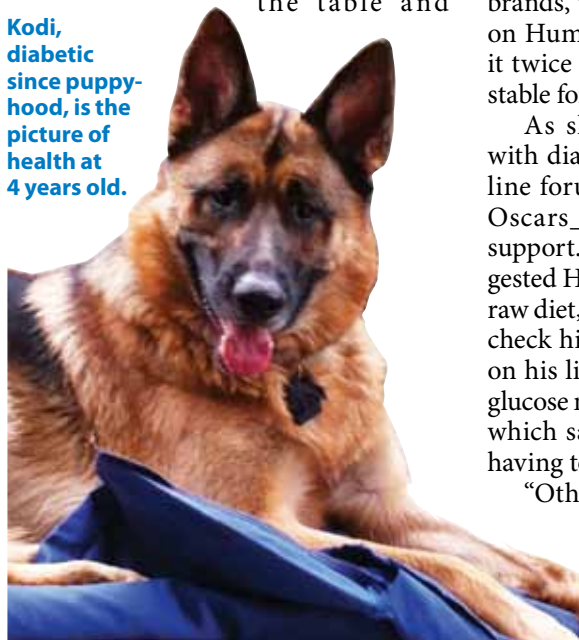 the table and
Kodi,
diabetic
since puppy-
hood, is the
picture of
health at
4 years old.
brands,
on Hum
it twice
stable fo
As s
with dia
line foru
Oscars_
support.
gested H
raw diet,
check hi
on his li
glucose
which sa
having t
“Oth